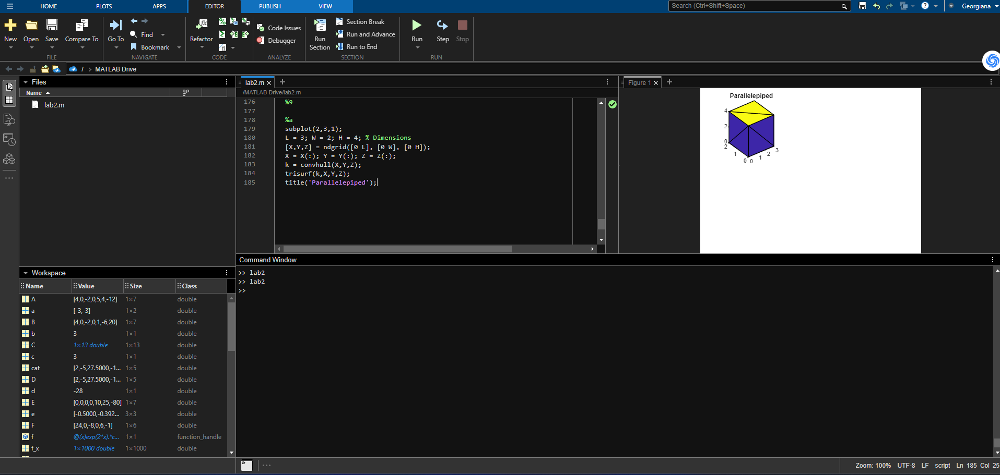 HOME PLOTS APPS EDITOR PUBLISH VIEW Search (Ctrl+Shift+Space) Georgiana
New Open Save Compare To Go To Find Bookmark Refactor Code Issues Debugger Run Section Section Break Run and Advance Run to End Run Step Stop
FILE NAVIGATE CODE ANALYZE SECTION RUN
/ > MATLAB Drive
Files
Name
lab2.m
lab2.m
/MATLAB Drive/lab2.m
176 %9
177
178 %a
179 subplot(2,3,1);
180 L = 3; W = 2; H = 4; % Dimensions
181 [X,Y,Z] = ndgrid([0 L], [0 W], [0 H]);
182 X = X(:); Y = Y(:); Z = Z(:);
183 k = convhull(X,Y,Z);
184 trisurf(k,X,Y,Z);
185 title('Parallelepiped');
Figure 1
Parallelepiped
4
2
0
2
1
0
0
1
2
3
Command Window
>> lab2
>> lab2
>>
Workspace
Name Value Size Class
A [4,0,-2,0,5,4,-12] 1×7 double
a [-3,-3] 1×2 double
B [4,0,-2,0,1,-6,20] 1×7 double
b 3 1×1 double
C 1×13 double 1×13 double
c 3 1×1 double
cat [2,-5,27.5000,-1... 1×5 double
D [2,-5,27.5000,-1... 1×5 double
d -28 1×1 double
E [0,0,0,0,10,25,-80] 1×7 double
e [-0.5000,-0.392... 3×3 double
F [24,0,-8,0,6,-1] 1×6 double
f @(x)exp(2*x).*c... 1×1 function_handle
f_x 1×1000 double 1×1000 double
Zoom: 100% UTF-8 LF script Ln 185 Col 25